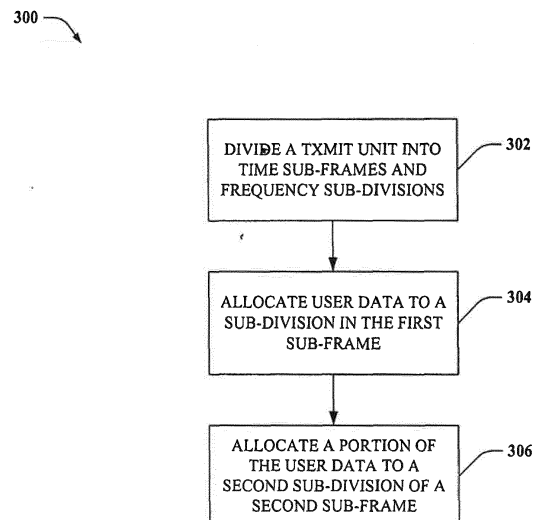 300
DIVIDE A TXMIT UNIT INTO
TIME SUB-FRAMES AND
FREQUENCY SUB-DIVISIONS
302
ALLOCATE USER DATA TO A
SUB-DIVISION IN THE FIRST
SUB-FRAME
304
ALLOCATE A PORTION OF
THE USER DATA TO A
SECOND SUB-DIVISION OF A
SECOND SUB-FRAME
306